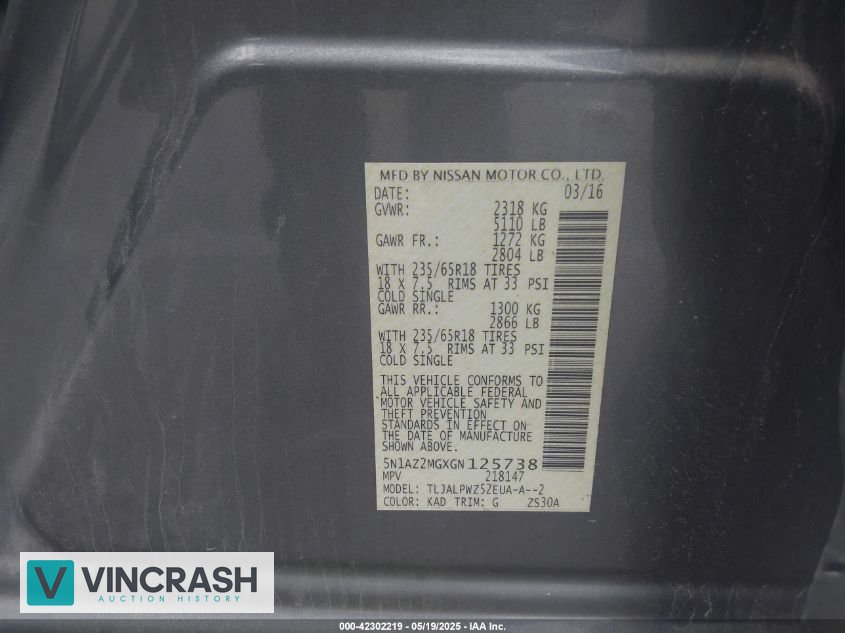 MFD BY NISSAN MOTOR CO., LTD.
DATE: 03/16
GVWR: 2318 KG
5110 LB
GAWR FR.: 1272 KG
2804 LB
WITH 235/65R18 TIRES
18 X 7.5 RIMS AT 33 PSI
COLD SINGLE
GAWR RR.: 1300 KG
2866 LB
WITH 235/65R18 TIRES
18 X 7.5 RIMS AT 33 PSI
COLD SINGLE
THIS VEHICLE CONFORMS TO
ALL APPLICABLE FEDERAL
MOTOR VEHICLE SAFETY AND
THEFT PREVENTION
STANDARDS IN EFFECT ON
THE DATE OF MANUFACTURE
SHOWN ABOVE.
5N1AZ2MGXGN125738
MPV 218147
MODEL: TLJALPWZ52EUA-A--2
COLOR: KAD TRIM: G ZS30A
VINCRASH
AUCTION HISTORY
000-42302219 - 05/19/2025 - IAA Inc.